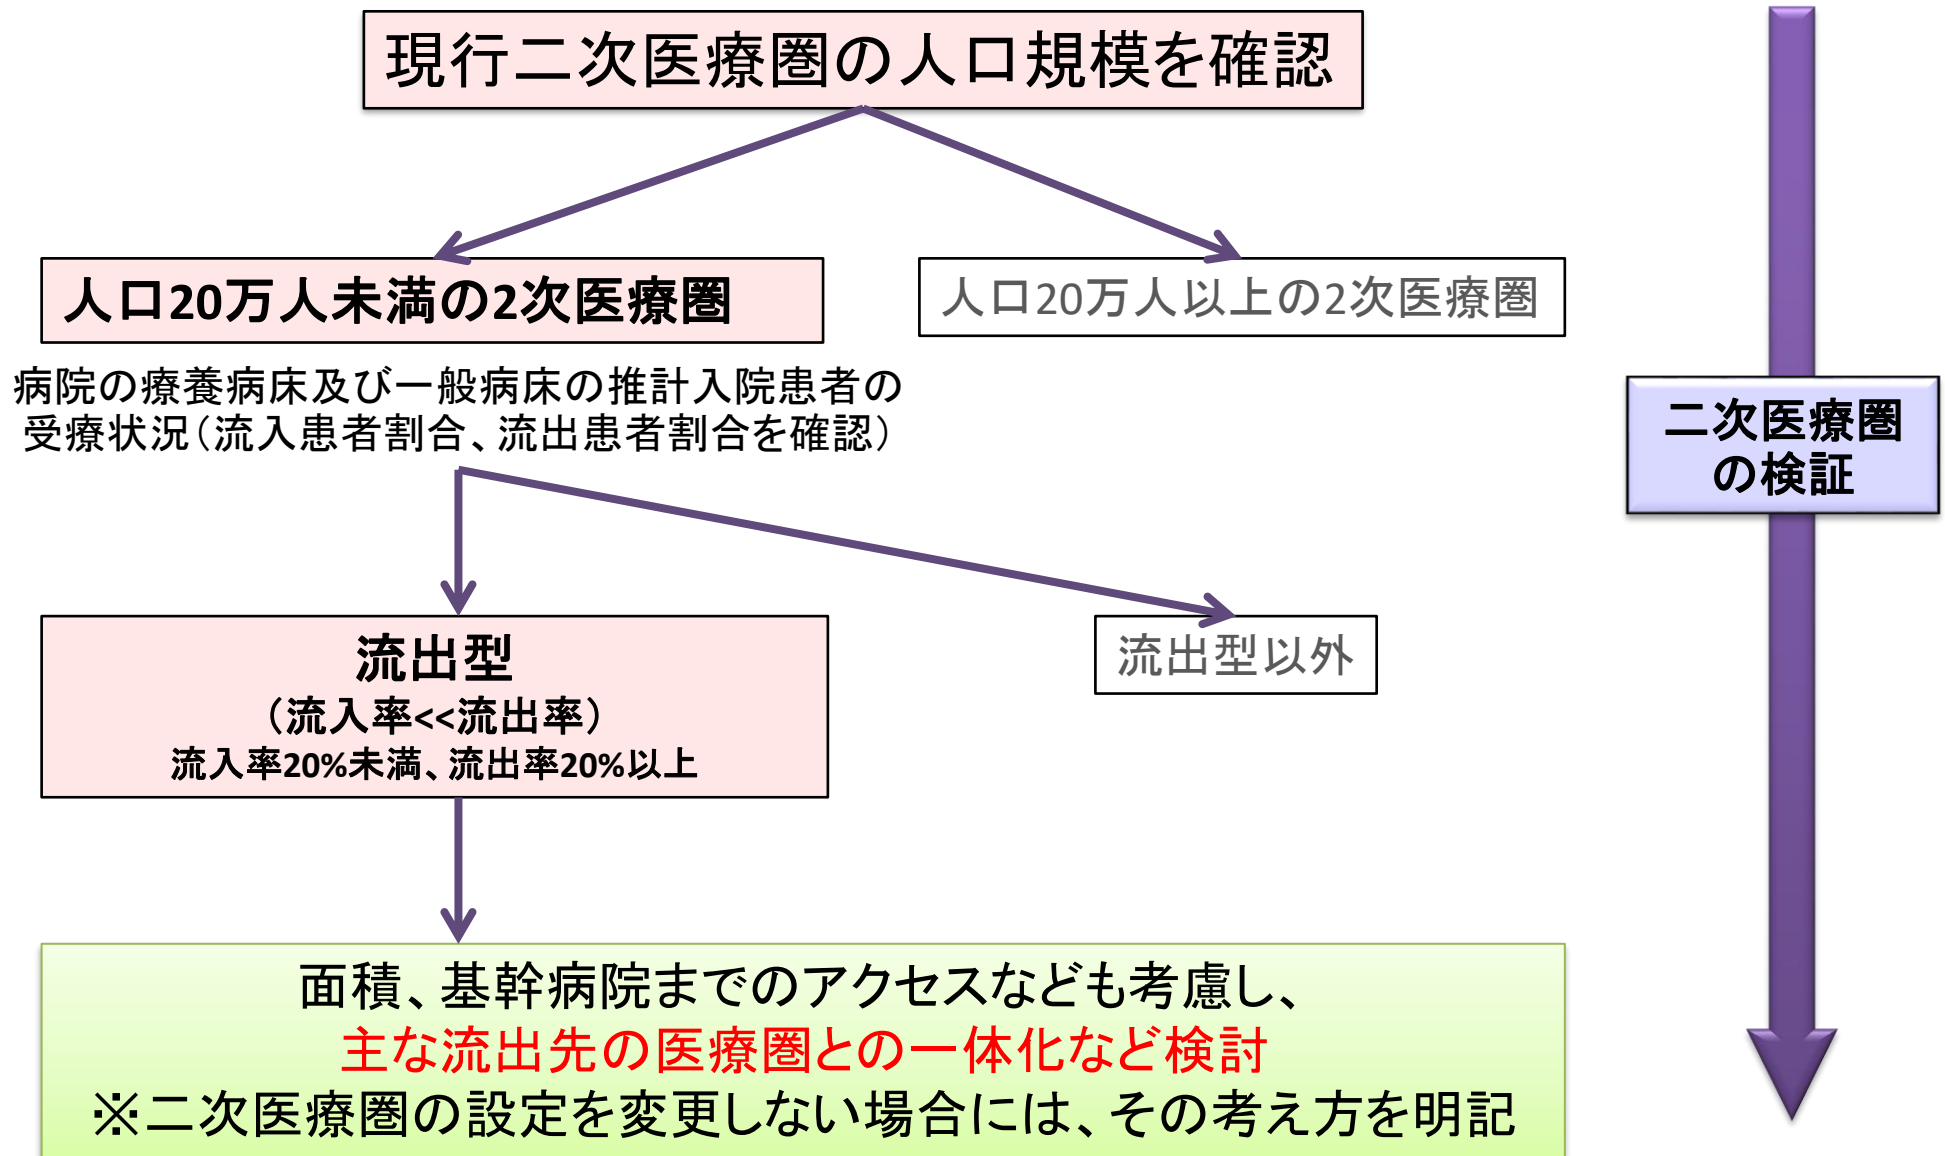 現行二次医療圏の人口規模を確認
人口20万人未満の2次医療圏
人口20万人以上の2次医療圏
病院の療養病床及び一般病床の推計入院患者の
受療状況（流入患者割合、流出患者割合を確認）
二次医療圏
の検証
流出型
（流入率<<流出率）
流入率20%未満、流出率20%以上
流出型以外
面積、基幹病院までのアクセスなども考慮し、
主な流出先の医療圏との一体化など検討
※二次医療圏の設定を変更しない場合には、その考え方を明記